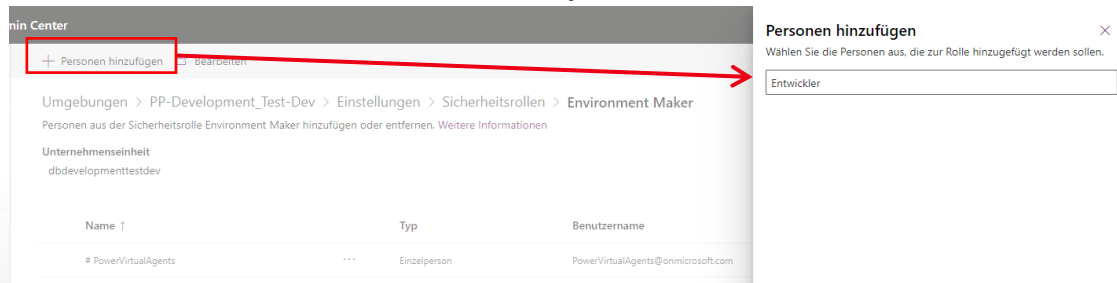 min Center
Personen hinzufügen
Bearbeiten
Umgebungen > PP-Development_Test-Dev > Einstellungen > Sicherheitsrollen > Environment Maker
Personen aus der Sicherheitsrolle Environment Maker hinzufügen oder entfernen. Weitere Informationen
Unternehmenseinheit
dbdevelopmenttestdev
Name ↑ Typ Benutzername
# PowerVirtualAgents ... Einzelperson PowerVirtualAgents@onmicrosoft.com
Personen hinzufügen
Wählen Sie die Personen aus, die zur Rolle hinzugefügt werden sollen.
Entwickler